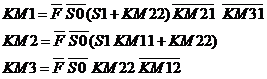 KM1 = F̅ S̅0̅ (S1 + KM22) K̅M̅2̅1̅ K̅M̅3̅1̅
KM2 = F̅ S̅0̅ (S1 KM11 + KM22)
KM3 = F̅ S̅0̅ KM22 K̅M̅1̅2̅